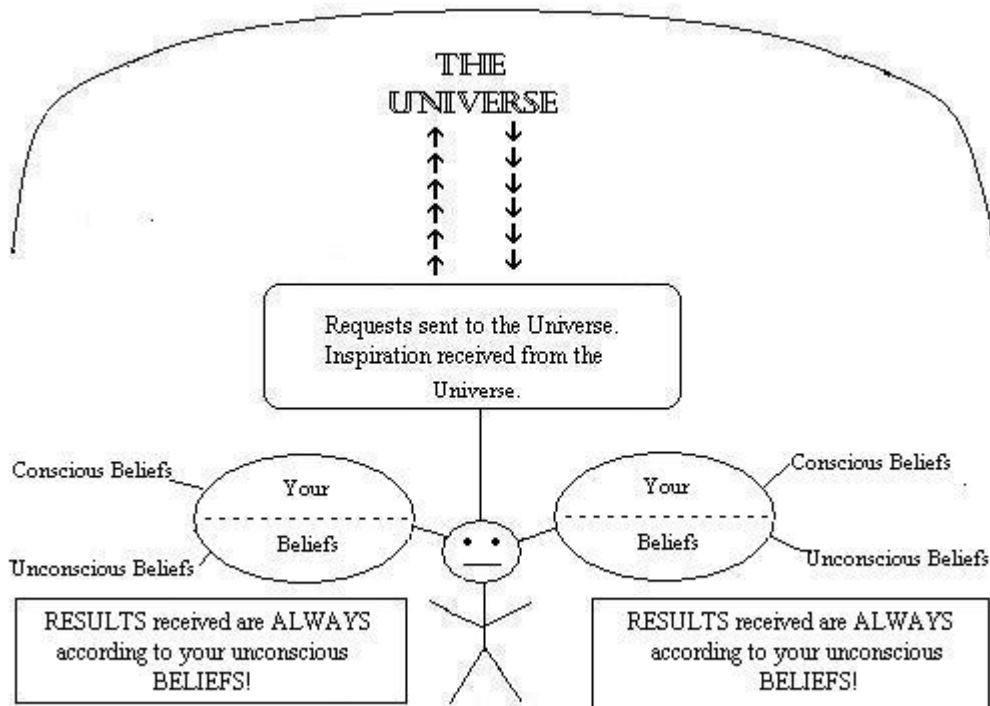 THE
UNIVERSE
Requests sent to the Universe.
Inspiration received from the
Universe.
Conscious Beliefs
Your
Beliefs
Unconscious Beliefs
Your
Beliefs
Conscious Beliefs
Unconscious Beliefs
RESULTS received are ALWAYS
according to your unconscious
BELIEFS!
RESULTS received are ALWAYS
according to your unconscious
BELIEFS!